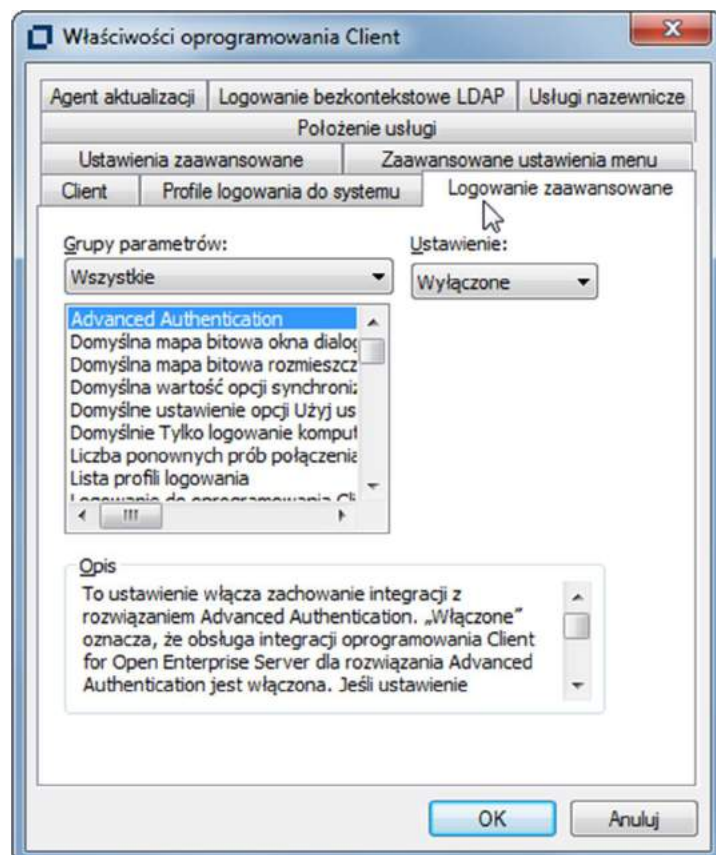 Właściwości oprogramowania Client
Agent aktualizacji Logowanie bezkontekstowe LDAP Usługi nazewnicze
Położenie usługi
Ustawienia zaawansowane Zaawansowane ustawienia menu
Client Profile logowania do systemu Logowanie zaawansowane
Grupy parametrów: Ustawienie:
Wszystkie Wyłączone
Advanced Authentication
Domyślna mapa bitowa okna dialog
Domyślna mapa bitowa rozmieszcz
Domyślna wartość opcji synchroniz
Domyślne ustawienie opcji Użyj us
Domyślnie Tylko logowanie komput
Liczba ponownych prób połączenia
Lista profili logowania
Logowanie do oprogramowania Cli
Opis
To ustawienie włącza zachowanie integracji z
rozwiązaniem Advanced Authentication. „Włączone”
oznacza, że obsługa integracji oprogramowania Client
for Open Enterprise Server dla rozwiązania Advanced
Authentication jest włączona. Jeśli ustawienie
OK Anuluj